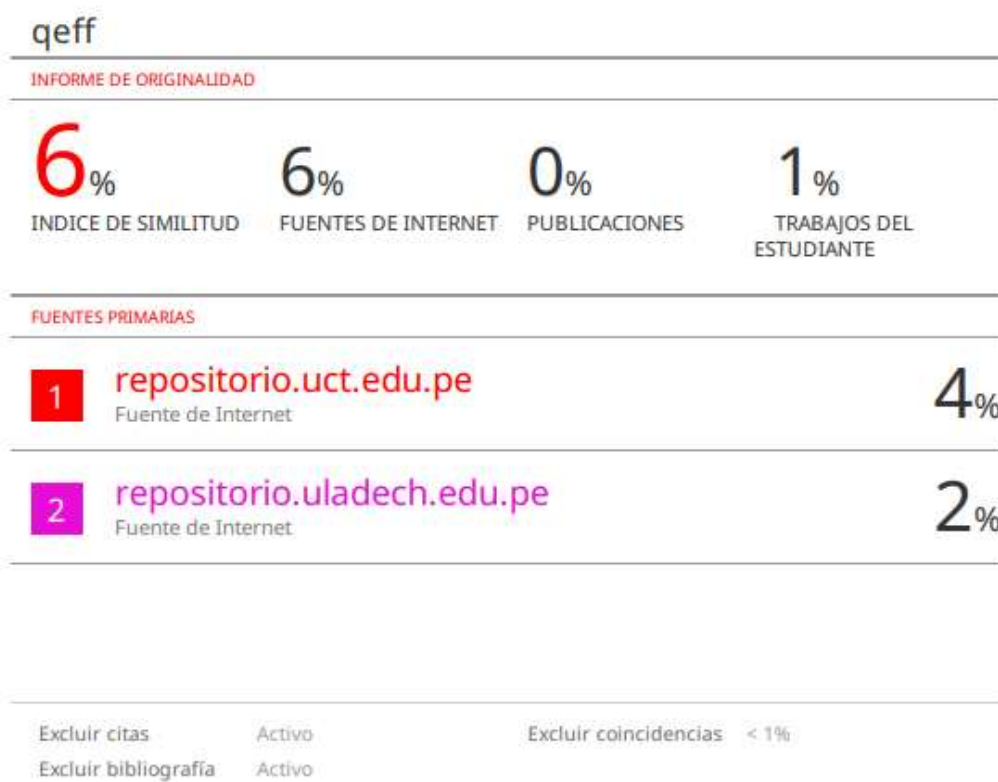 qeff
INFORME DE ORIGINALIDAD
6% 6% 0% 1%
INDICE DE SIMILITUD FUENTES DE INTERNET PUBLICACIONES TRABAJOS DEL
ESTUDIANTE
FUENTES PRIMARIAS
1 repositorio.uct.edu.pe 4%
Fuente de Internet
2 repositorio.uladech.edu.pe 2%
Fuente de Internet
Excluir citas Activo Excluir coincidencias < 1%
Excluir bibliografía Activo